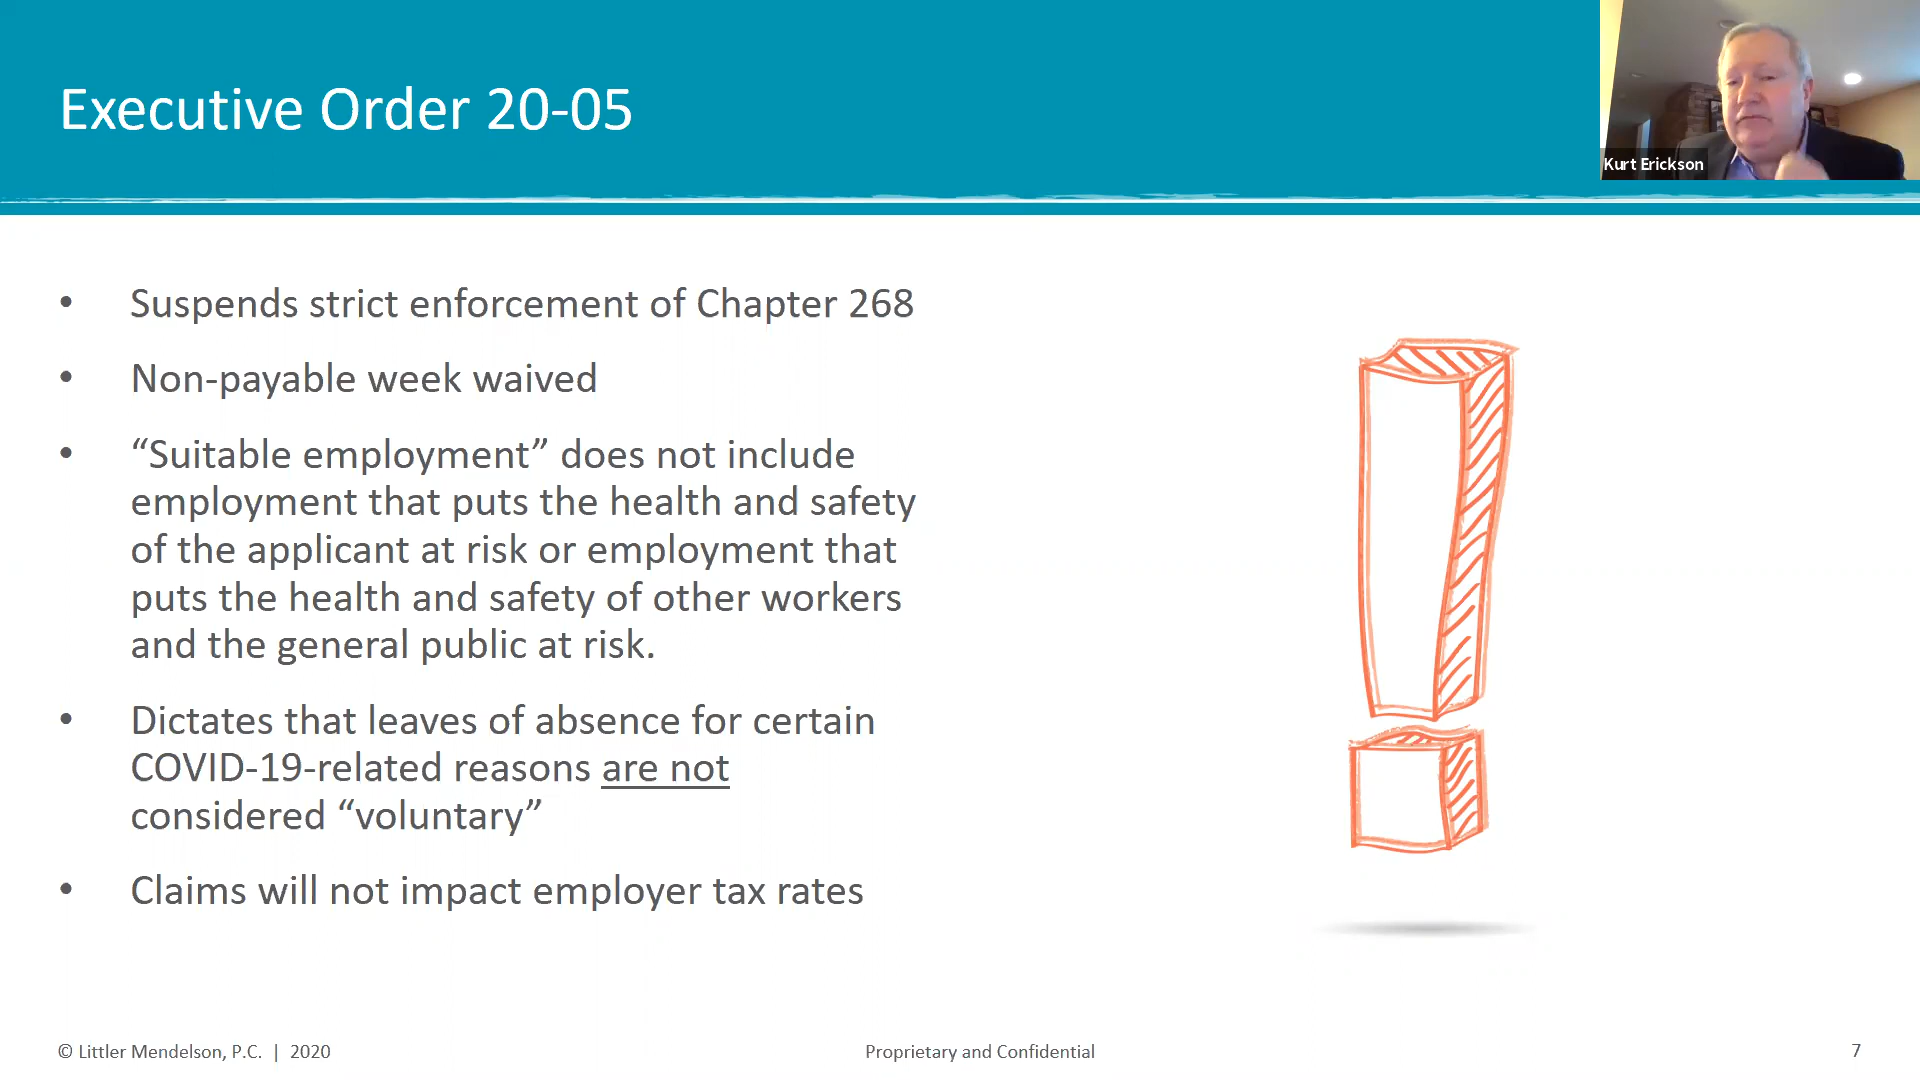 Executive Order 20-05
Kurt Erickson
• Suspends strict enforcement of Chapter 268
• Non-payable week waived
• “Suitable employment” does not include
employment that puts the health and safety
of the applicant at risk or employment that
puts the health and safety of other workers
and the general public at risk.
• Dictates that leaves of absence for certain
COVID-19-related reasons are not
considered “voluntary”
• Claims will not impact employer tax rates
© Littler Mendelson, P.C. | 2020
Proprietary and Confidential
7